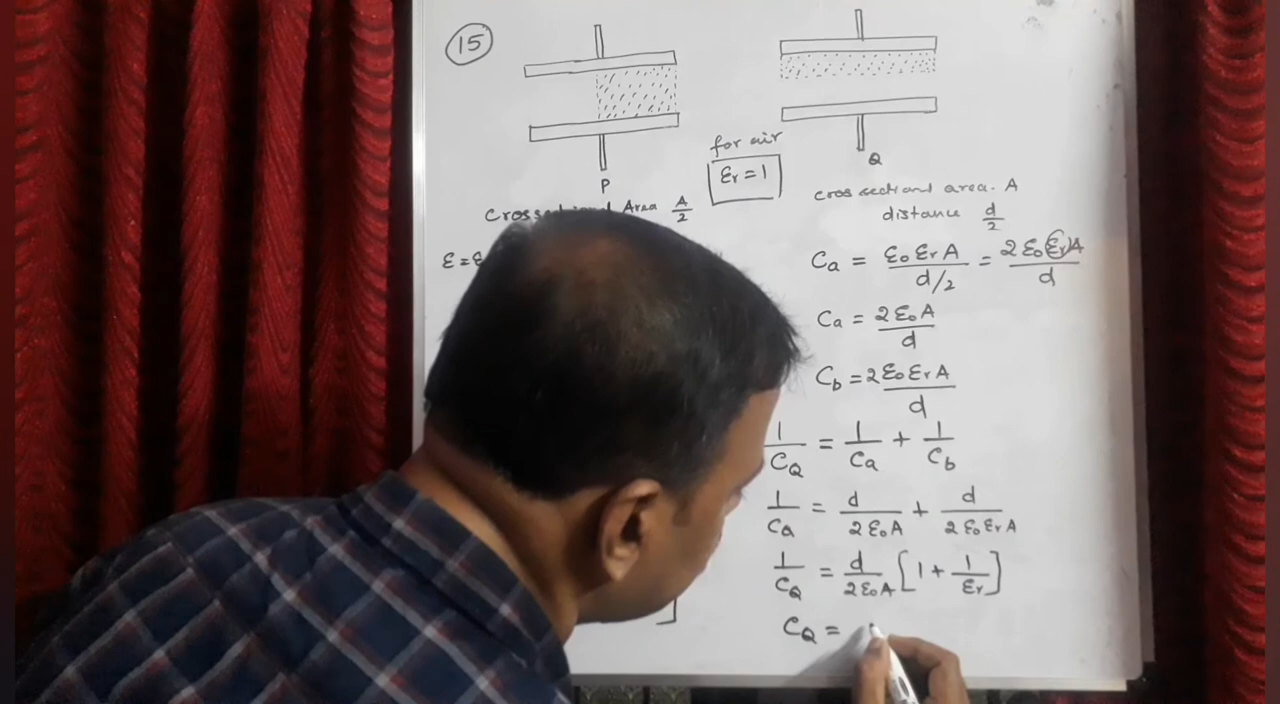 15
P
Q
for air
εr = 1
Area A/2
cross sectional area. A
distance d/2
ε = ε
Ca = ε0 εr A / d/2 = 2 ε0 εr A / d
Ca = 2 ε0 A / d
Cb = 2 ε0 εr A / d
1/CQ = 1/Ca + 1/Cb
1/Ca = d / 2 ε0 A + d / 2 ε0 εr A
1/CQ = d / 2 ε0 A [1 + 1/εr]
]
CQ =